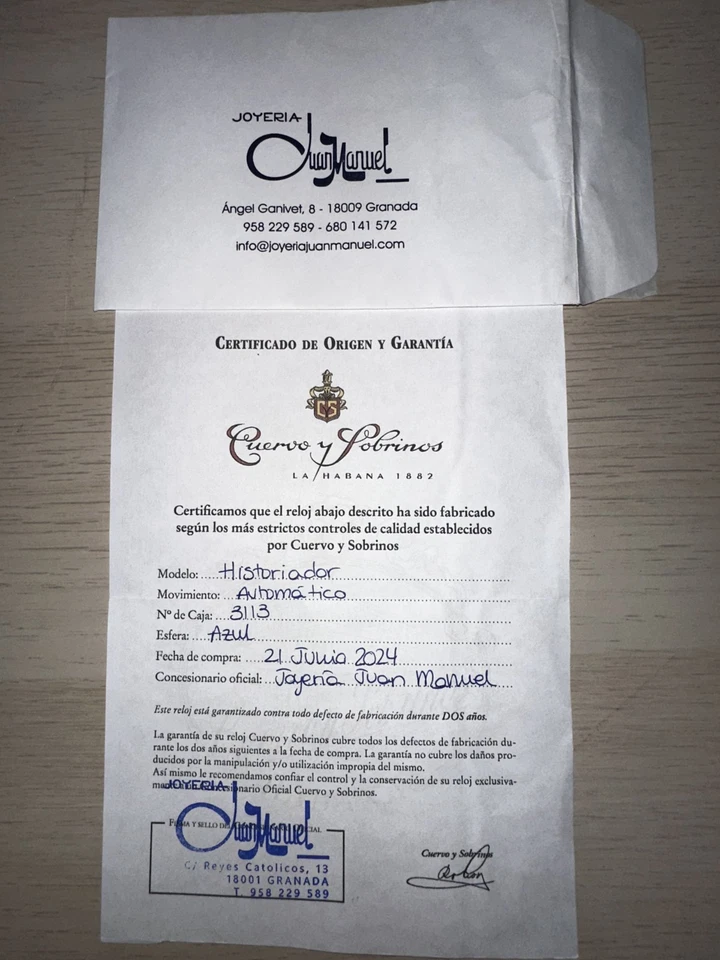 JOYERIA
Juan Manuel
Ángel Ganivet, 8 - 18009 Granada
958 229 589 - 680 141 572
info@joyeriajuanmanuel.com
CERTIFICADO DE ORIGEN Y GARANTÍA
Cuervo y Sobrinos
LA HABANA 1882
Certificamos que el reloj abajo descrito ha sido fabricado
según los más estrictos controles de calidad establecidos
por Cuervo y Sobrinos
Modelo: Historiador
Movimiento: Automático
Nº de Caja: 3113
Esfera: Azul
Fecha de compra: 21 Junio 2024
Concesionario oficial: Joyería Juan Manuel
Este reloj está garantizado contra todo defecto de fabricación durante DOS años.
La garantía de su reloj Cuervo y Sobrinos cubre todos los defectos de fabricación du-
rante los dos años siguientes a la fecha de compra. La garantía no cubre los daños pro-
ducidos por la manipulación y/o utilización impropia del mismo.
Así mismo le recomendamos confiar el control y la conservación de su reloj exclusiva-
Oficial Cuervo y Sobrinos.
JOYERIA
Juan Manuel
FIRMA Y SELLO DEL
C/ Reyes Catolicos, 13
18001 GRANADA
T. 958 229 589
Cuervo y Sobrinos